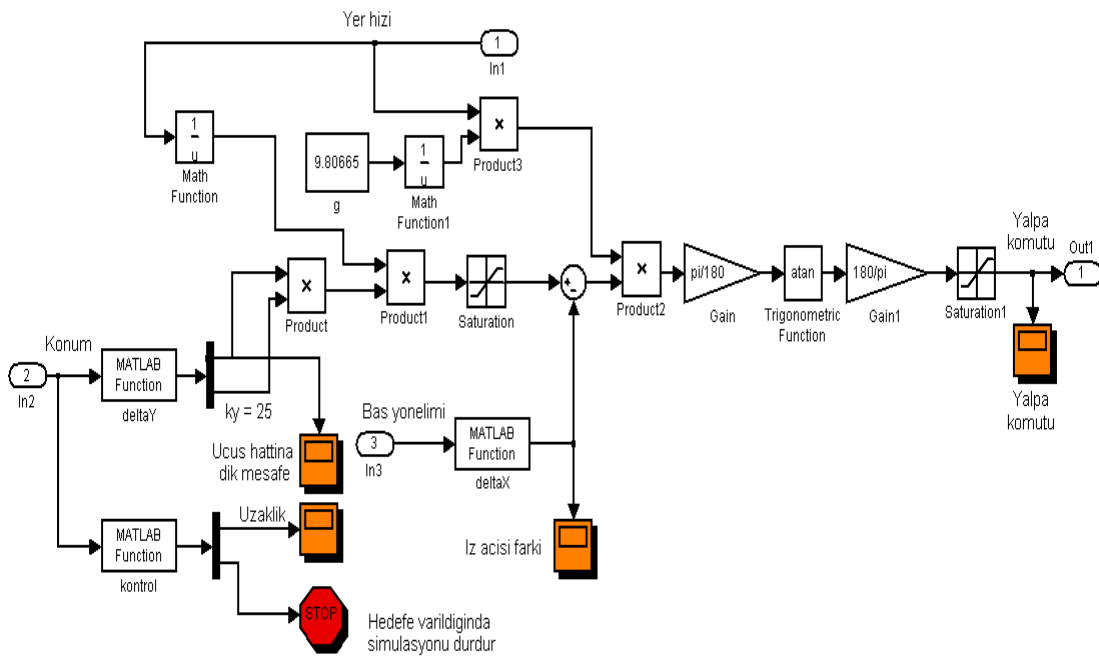 Yer hizi
1
In1
1
u
Math
Function
9.80665
g
1
u
Math
Function1
×
Product3
×
Product
×
Product1
Saturation
+
-
×
Product2
pi/180
Gain
atan
Trigonometric
Function
180/pi
Gain1
Saturation1
Yalpa
komutu
Out1
1
Yalpa
komutu
Konum
2
In2
MATLAB
Function
deltaY
ky = 25
Ucus hattina
dik mesafe
Bas yonelimi
3
In3
MATLAB
Function
deltaX
Iz acisi farki
MATLAB
Function
kontrol
Uzaklik
STOP
Hedefe varildiginda
simulasyonu durdur